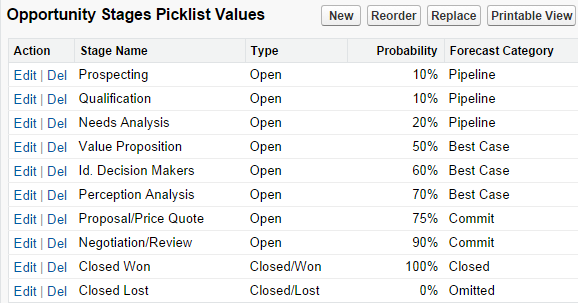 Opportunity Stages Picklist Values New Reorder Replace Printable View
Action Stage Name Type Probability Forecast Category
Edit | Del Prospecting Open 10% Pipeline
Edit | Del Qualification Open 10% Pipeline
Edit | Del Needs Analysis Open 20% Pipeline
Edit | Del Value Proposition Open 50% Best Case
Edit | Del Id. Decision Makers Open 60% Best Case
Edit | Del Perception Analysis Open 70% Best Case
Edit | Del Proposal/Price Quote Open 75% Commit
Edit | Del Negotiation/Review Open 90% Commit
Edit | Del Closed Won Closed/Won 100% Closed
Edit | Del Closed Lost Closed/Lost 0% Omitted